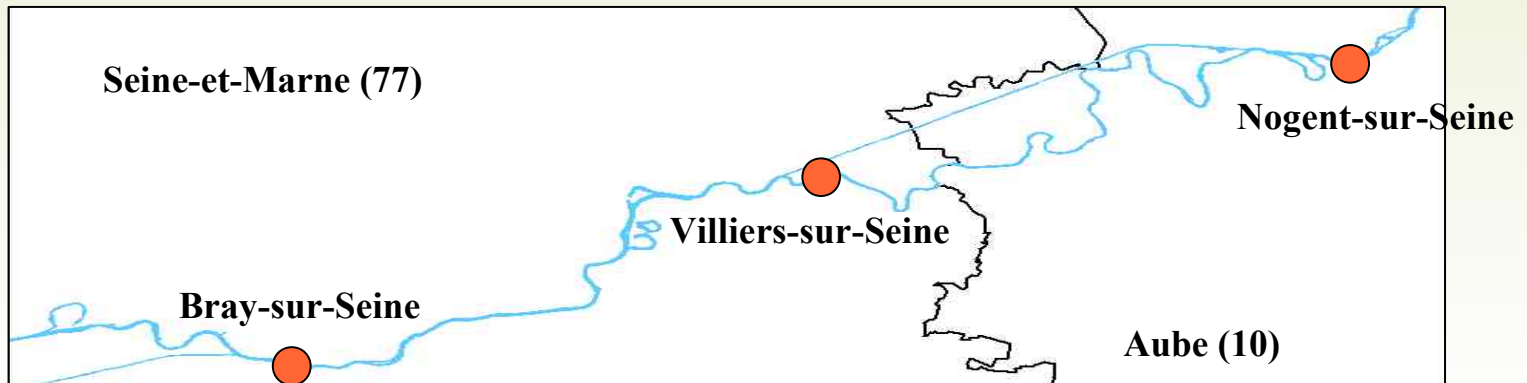 Seine-et-Marne (77)
Nogent-sur-Seine
Villiers-sur-Seine
Bray-sur-Seine
Aube (10)